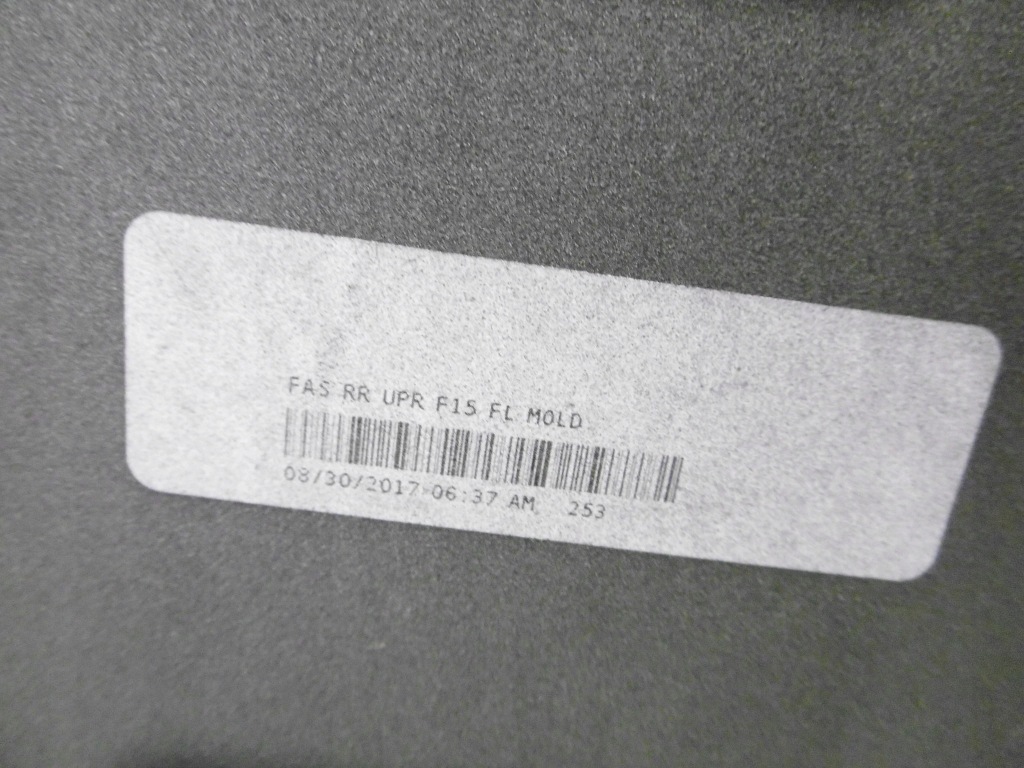 FAS RR UPR F15 FL MOLD
08/30/2017 06:37 AM 253